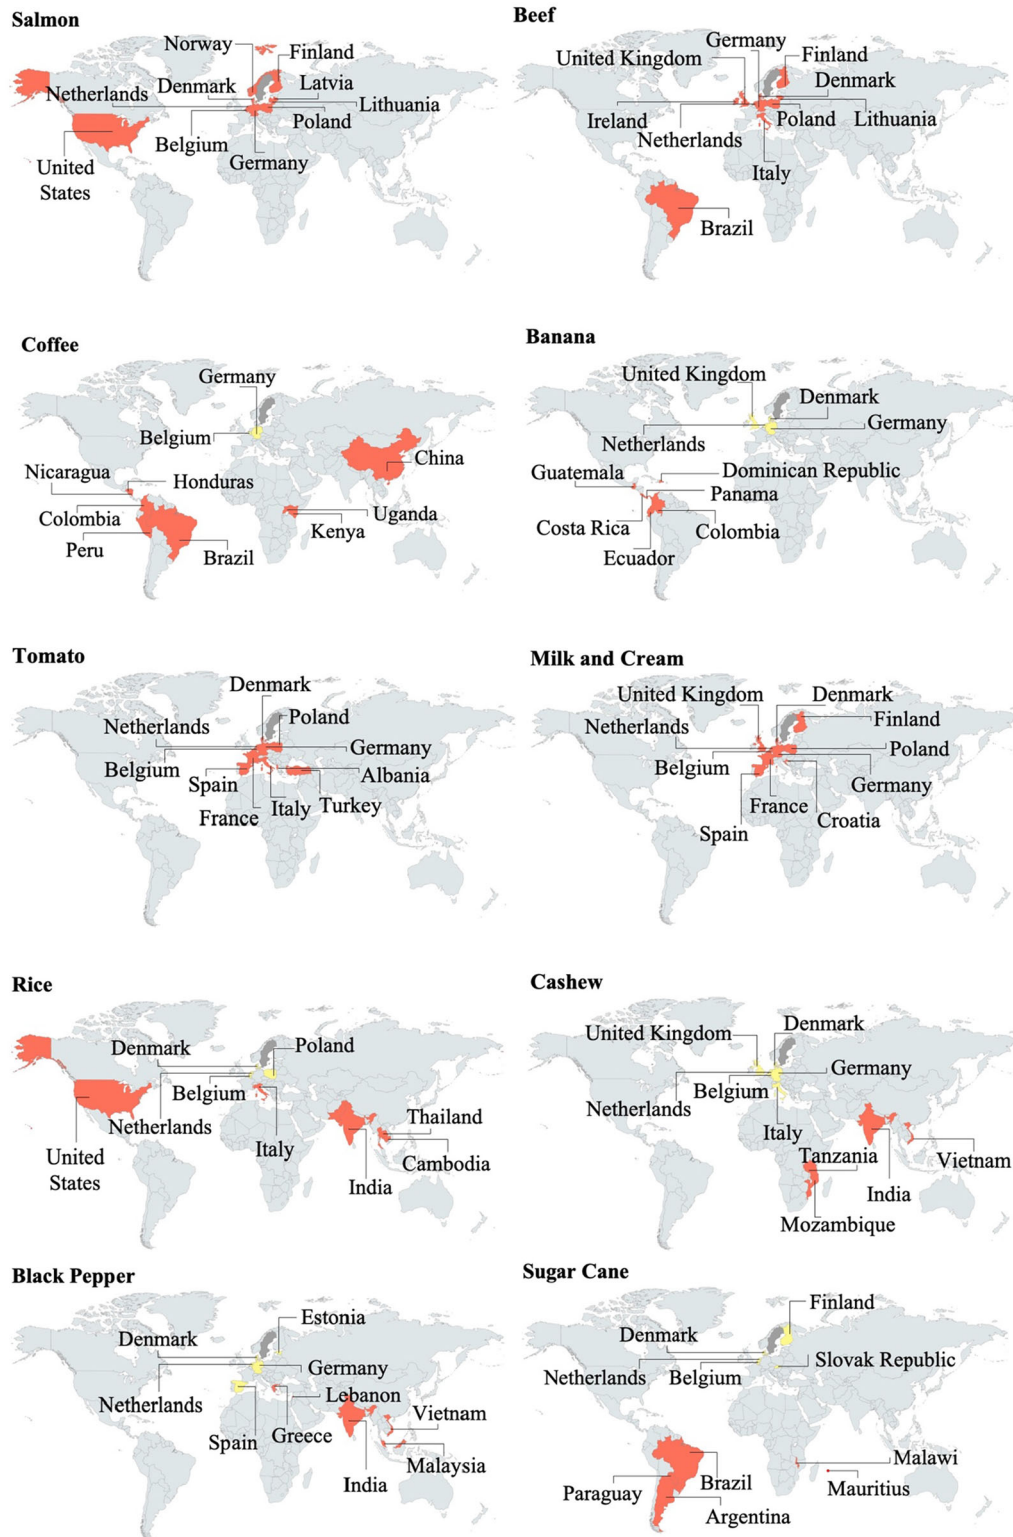 Salmon
Norway
Finland
Denmark
Latvia
Netherlands
Lithuania
Poland
Belgium
Germany
United
States
Beef
Germany
United Kingdom
Finland
Denmark
Ireland
Poland
Lithuania
Netherlands
Italy
Brazil
Coffee
Germany
Belgium
China
Nicaragua
Honduras
Colombia
Uganda
Kenya
Peru
Brazil
Banana
United Kingdom
Denmark
Germany
Netherlands
Guatemala
Dominican Republic
Panama
Costa Rica
Colombia
Ecuador
Tomato
Denmark
Poland
Netherlands
Germany
Belgium
Albania
Spain
Italy
Turkey
France
Milk and Cream
United Kingdom
Denmark
Netherlands
Finland
Poland
Belgium
Germany
France
Croatia
Spain
Rice
Denmark
Poland
Belgium
Netherlands
Italy
Thailand
United
States
Cambodia
India
Cashew
Denmark
United Kingdom
Germany
Belgium
Netherlands
Italy
Tanzania
Vietnam
India
Mozambique
Black Pepper
Estonia
Denmark
Germany
Netherlands
Lebanon
Spain
Greece
Vietnam
Malaysia
India
Sugar Cane
Finland
Denmark
Slovak Republic
Netherlands
Belgium
Malawi
Brazil
Mauritius
Paraguay
Argentina